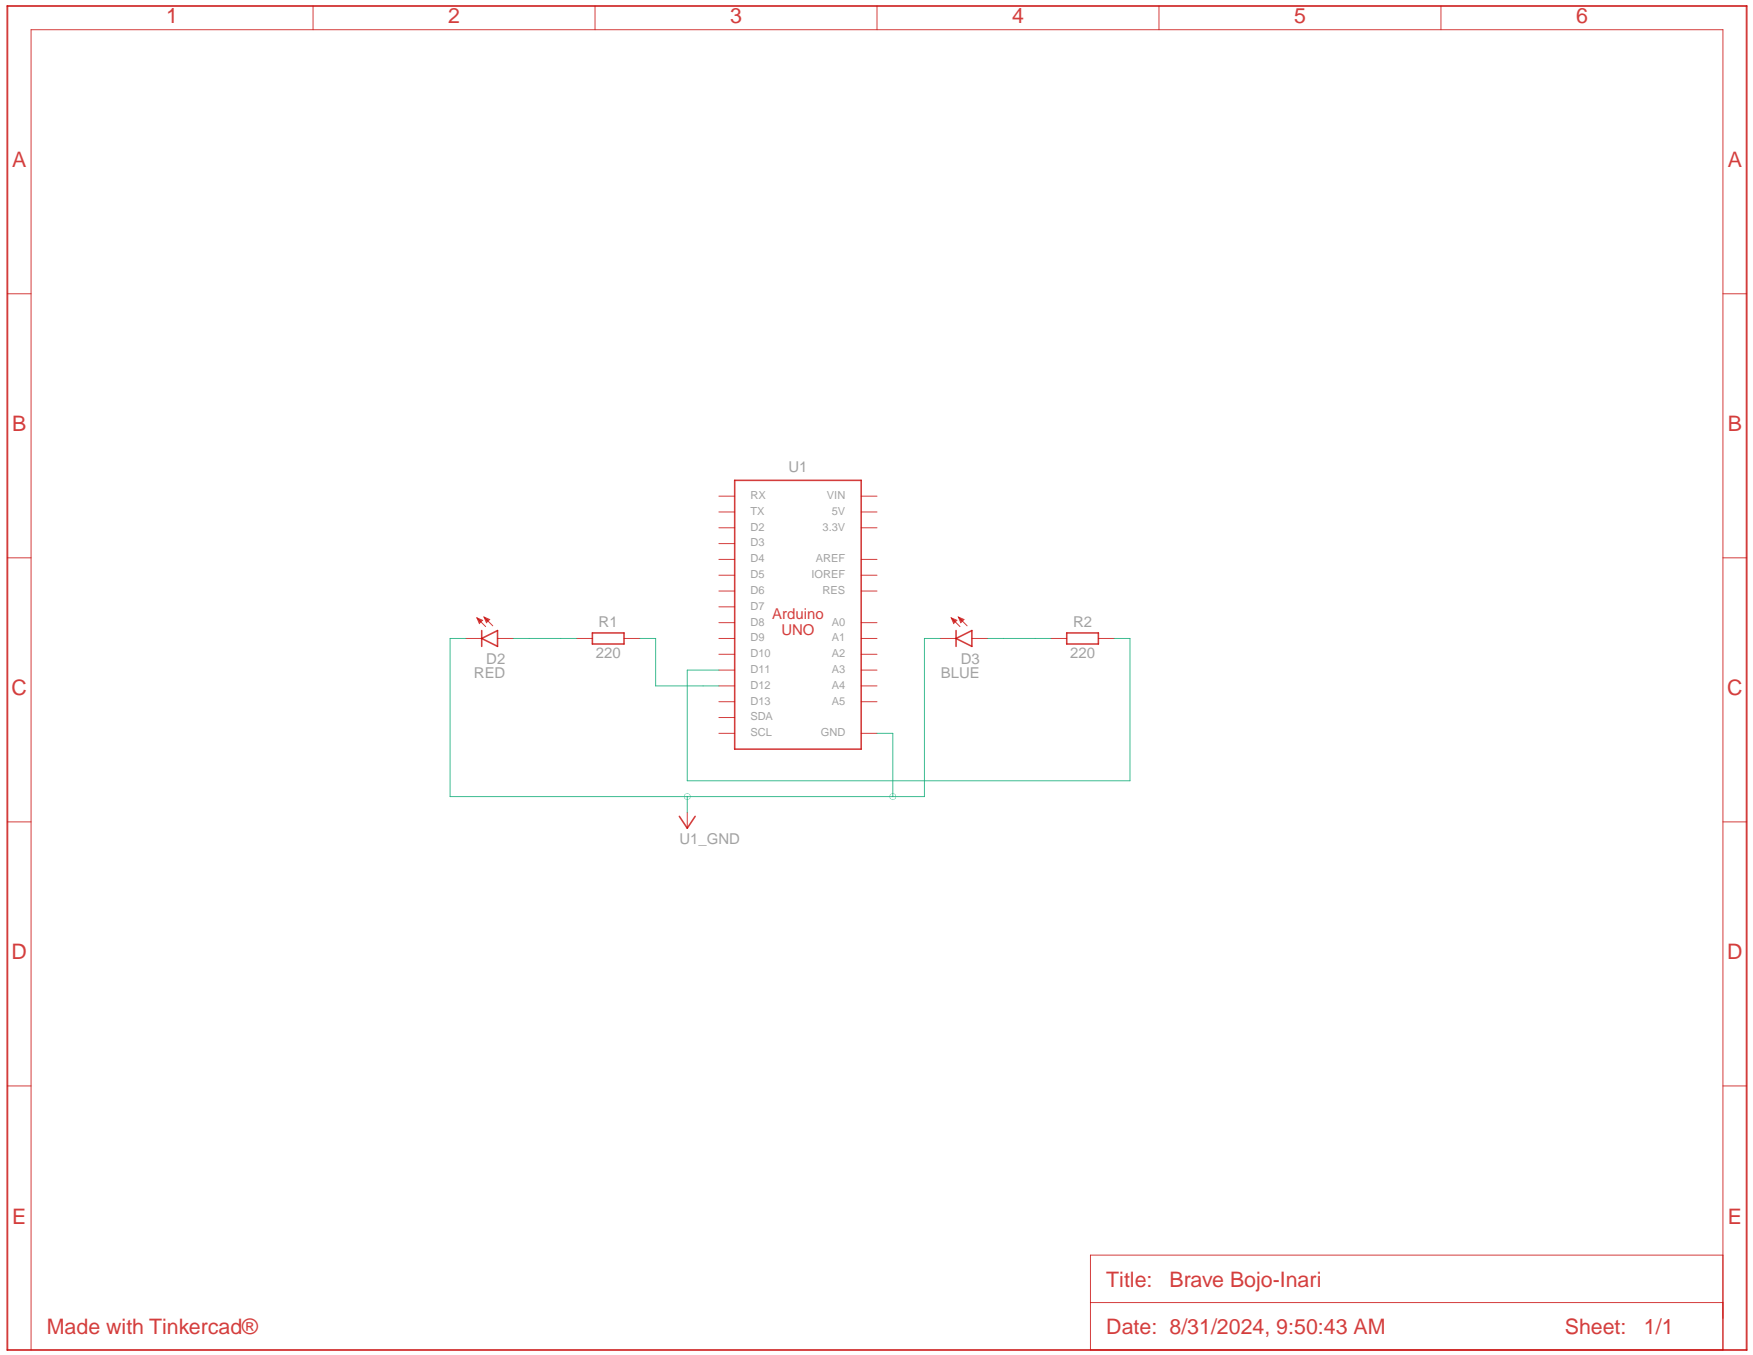 1 2 3 4 5 6
A A
B B
U1
RX VIN
TX 5V
D2 3.3V
D3
D4 AREF
D5 IOREF
D6 RES
D7
Arduino
D8 A0
UNO
D9 A1
D10 A2
D11 A3
D12 A4
D13 A5
SDA
SCL GND
R1
220
D2
RED
R2
220
D3
BLUE
C C
U1_GND
D D
E E
Title: Brave Bojo-Inari
Made with Tinkercad®
Date: 8/31/2024, 9:50:43 AM Sheet: 1/1